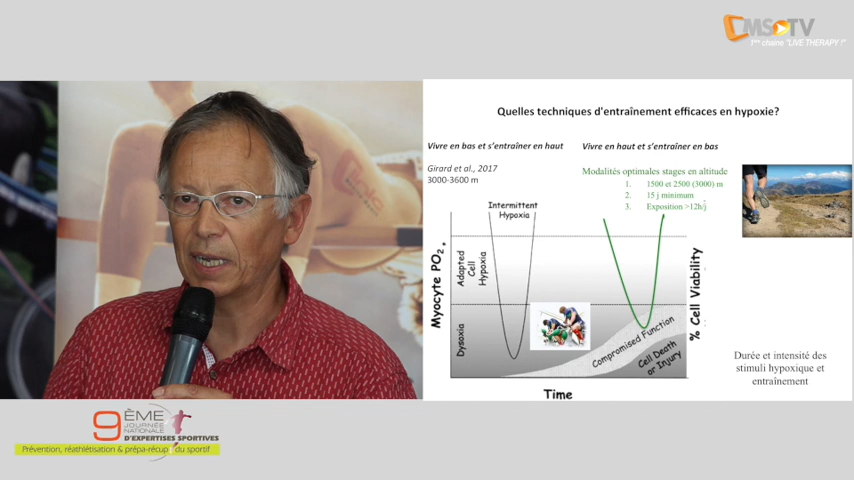 CMSOTV
1ère chaine "LIVE THERAPY !"
Quelles techniques d'entraînement efficaces en hypoxie?
Vivre en bas et s'entraîner en haut
Vivre en haut et s'entraîner en bas
Girard et al., 2017
3000-3600 m
Modalités optimales stages en altitude
1. 1500 et 2500 (3000) m
2. 15 j minimum
3. Exposition >12h/j
Intermittent
Hypoxia
Myocyte PO2
Adapted
Cell
Hypoxia
Dysoxia
Compromised Function
Cell Death
or Injury
% Cell Viability
Time
Durée et intensité des
stimuli hypoxique et
entraînement
9ÈME
JOURNÉE
NATIONALE
D'EXPERTISES SPORTIVES
Prévention, réathlétisation & prépa-récup du sportif